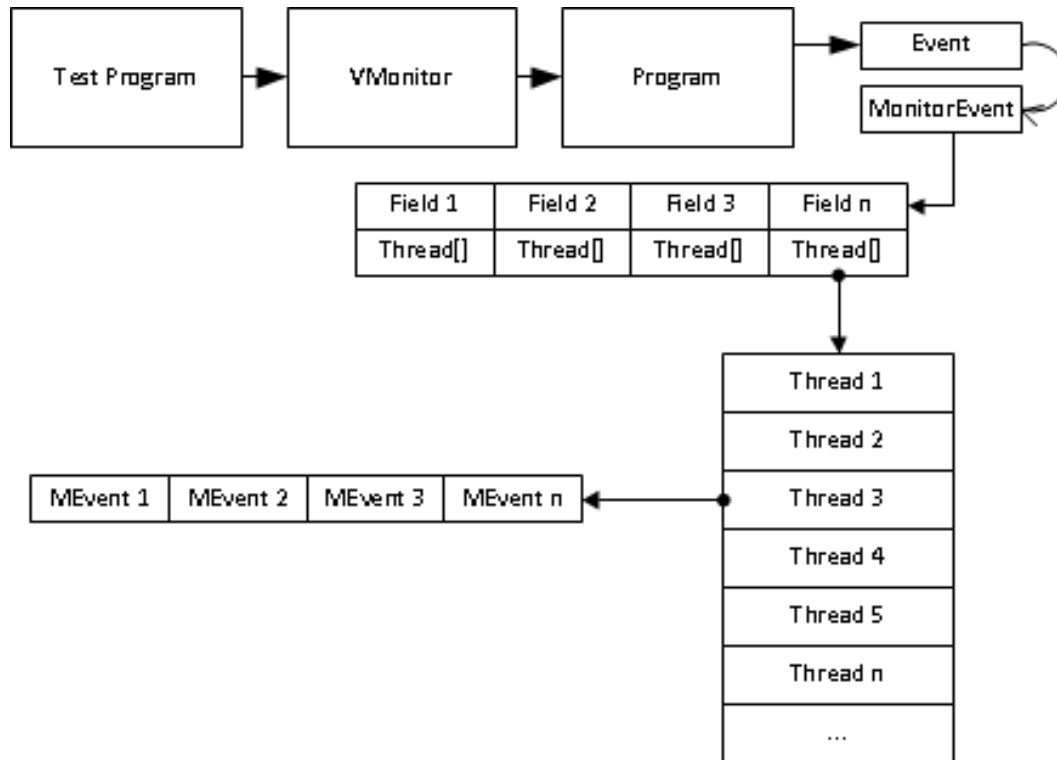 Test Program
VMonitor
Program
Event
MonitorEvent
Field 1
Field 2
Field 3
Field n
Thread[]
Thread[]
Thread[]
Thread[]
Thread 1
Thread 2
MEvent 1
MEvent 2
MEvent 3
MEvent n
Thread 3
Thread 4
Thread 5
Thread n
...